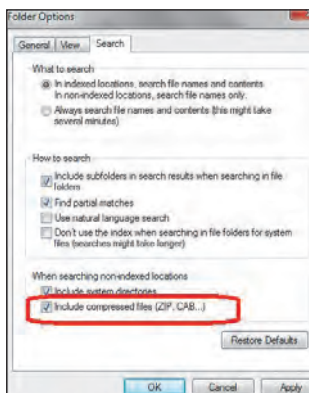 Folder Options
General View Search
What to search
In indexed locations, search file names and contents
In non-indexed locations, search file names only.
Always search file names and contents (this might take
several minutes)
How to search
Include subfolders in search results when searching in file
folders
Find partial matches
Use natural language search
Don't use the index when searching in file folders for system
files (searches might take longer)
When searching non-indexed locations
Include system directories
Include compressed files (ZIP, CAB...)
Restore Defaults
OK Cancel Apply